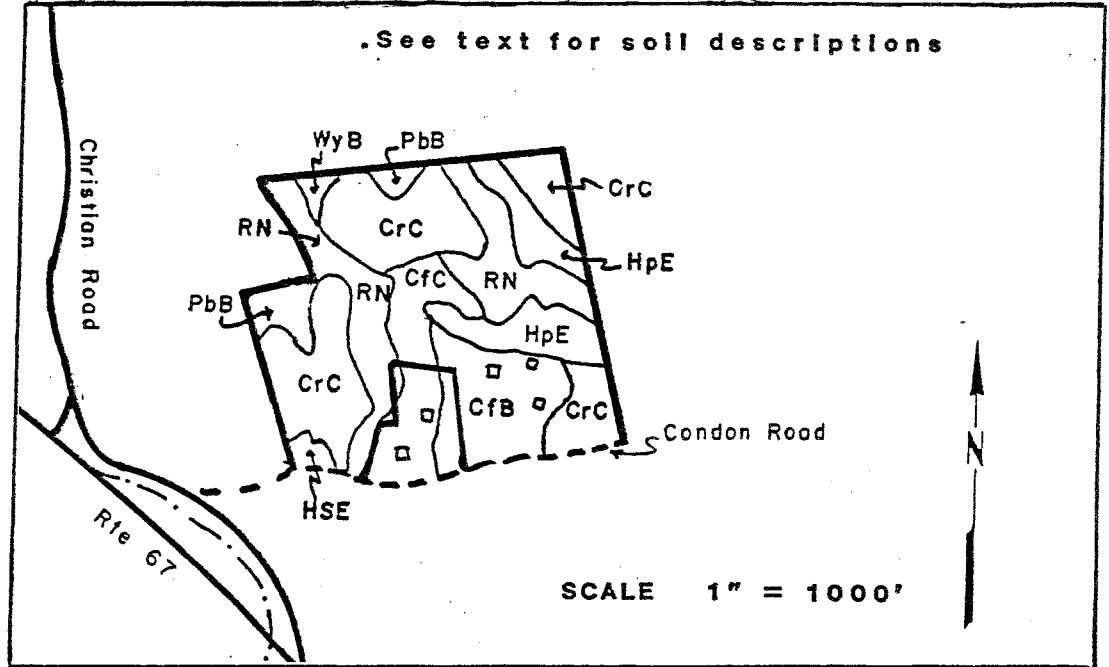 .See text for soil descriptions
WyB
PbB
CrC
Christian Road
RN
CrC
HpE
CfC
RN
RN
PbB
HpE
CrC
CfB
CrC
Condon Road
HSE
Rte 67
N
SCALE 1" = 1000'